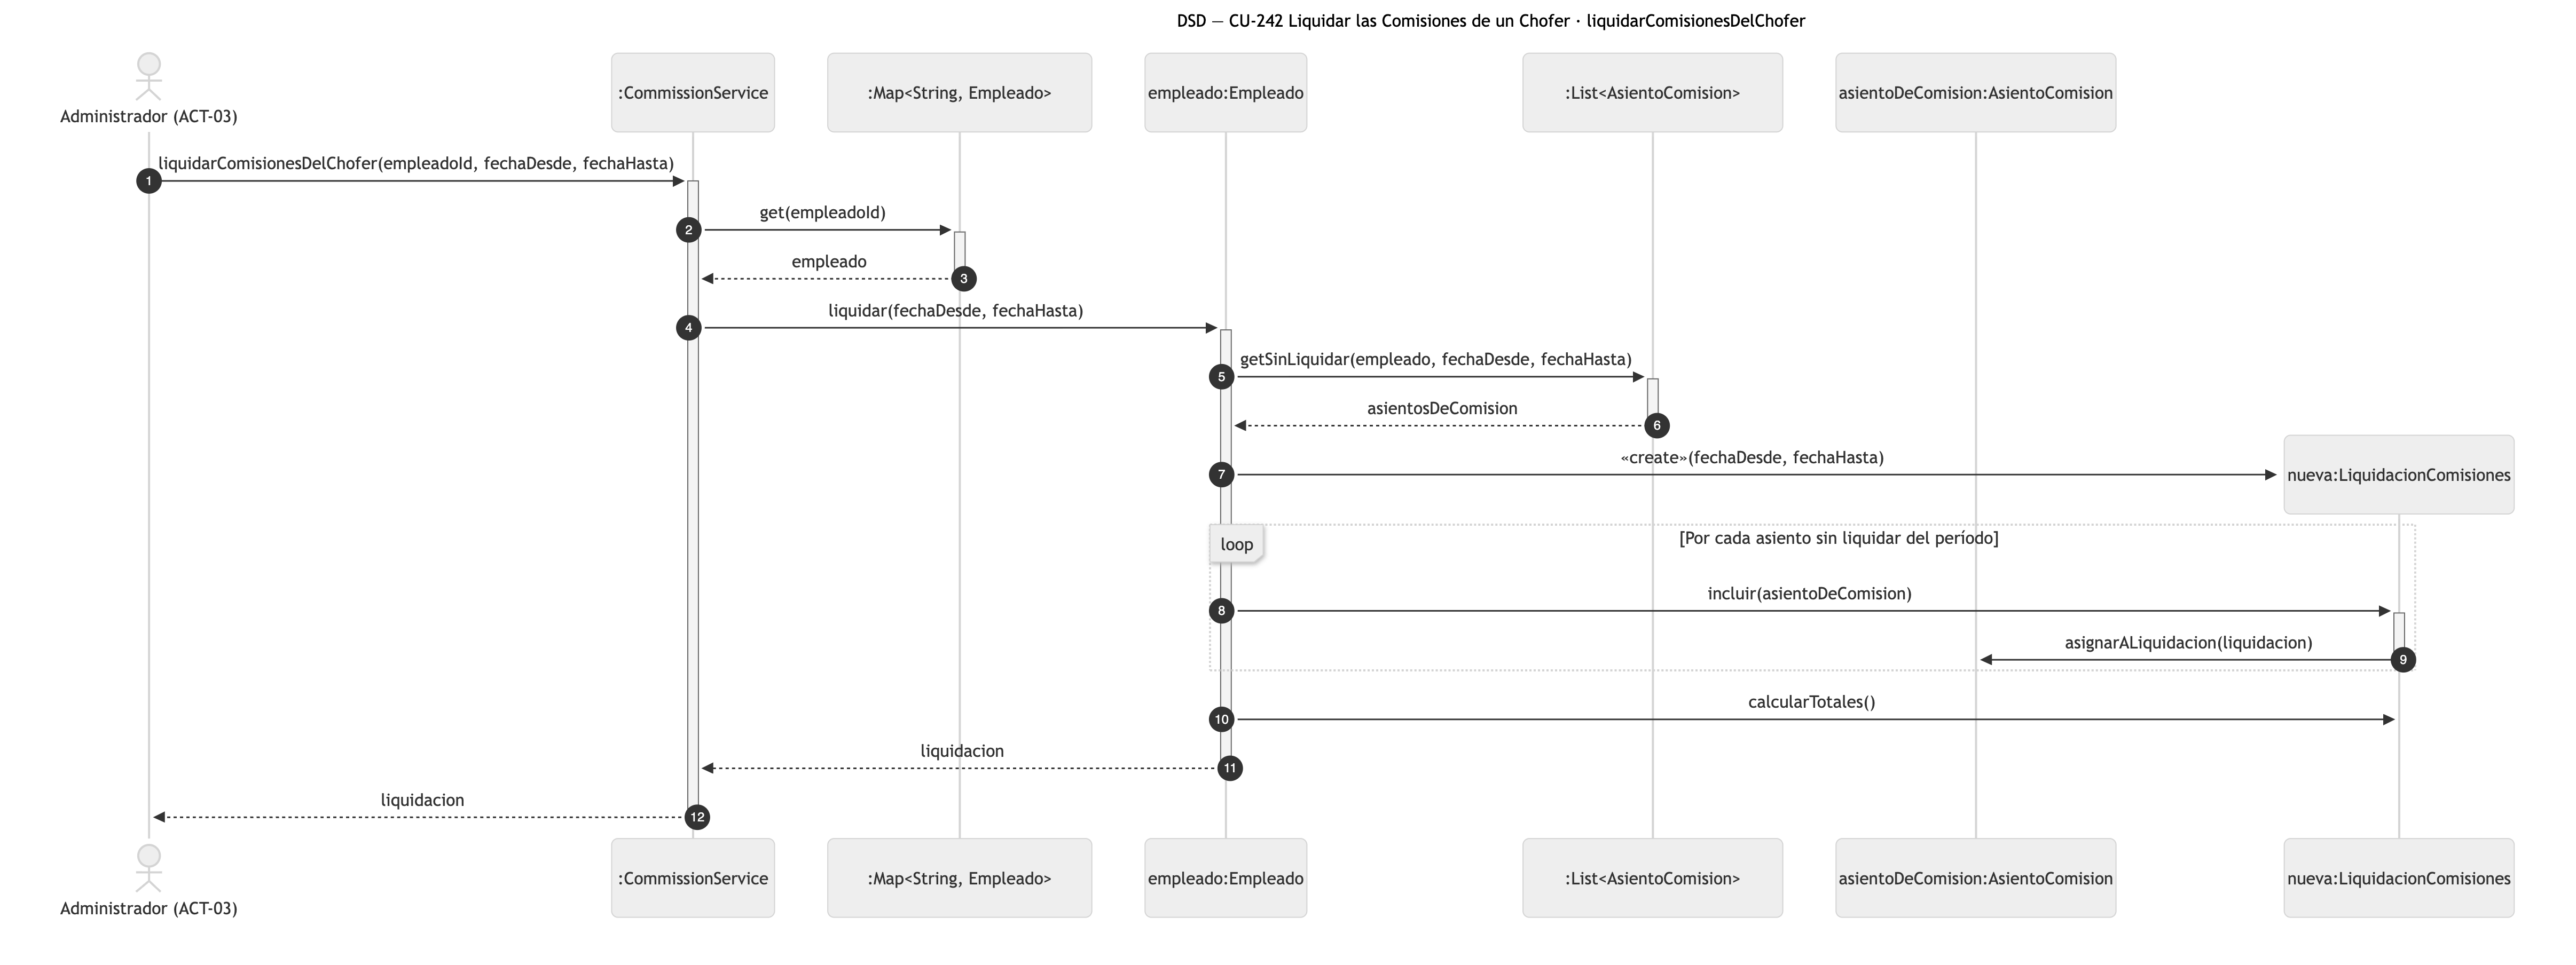 DSD — CU-242 Liquidar las Comisiones de un Chofer · liquidarComisionesDelChofer
Administrador (ACT-03)
:CommissionService
:Map<String, Empleado>
empleado:Empleado
:List<AsientoComision>
asientoDeComision:AsientoComision
1
liquidarComisionesDelChofer(empleadoId, fechaDesde, fechaHasta)
2
get(empleadoId)
empleado
3
4
liquidar(fechaDesde, fechaHasta)
5
getSinLiquidar(empleado, fechaDesde, fechaHasta)
asientosDeComision
6
7
«create»(fechaDesde, fechaHasta)
nueva:LiquidacionComisiones
loop
[Por cada asiento sin liquidar del período]
8
incluir(asientoDeComision)
asignarALiquidacion(liquidacion)
9
10
calcularTotales()
liquidacion
11
liquidacion
12
Administrador (ACT-03)
:CommissionService
:Map<String, Empleado>
empleado:Empleado
:List<AsientoComision>
asientoDeComision:AsientoComision
nueva:LiquidacionComisiones